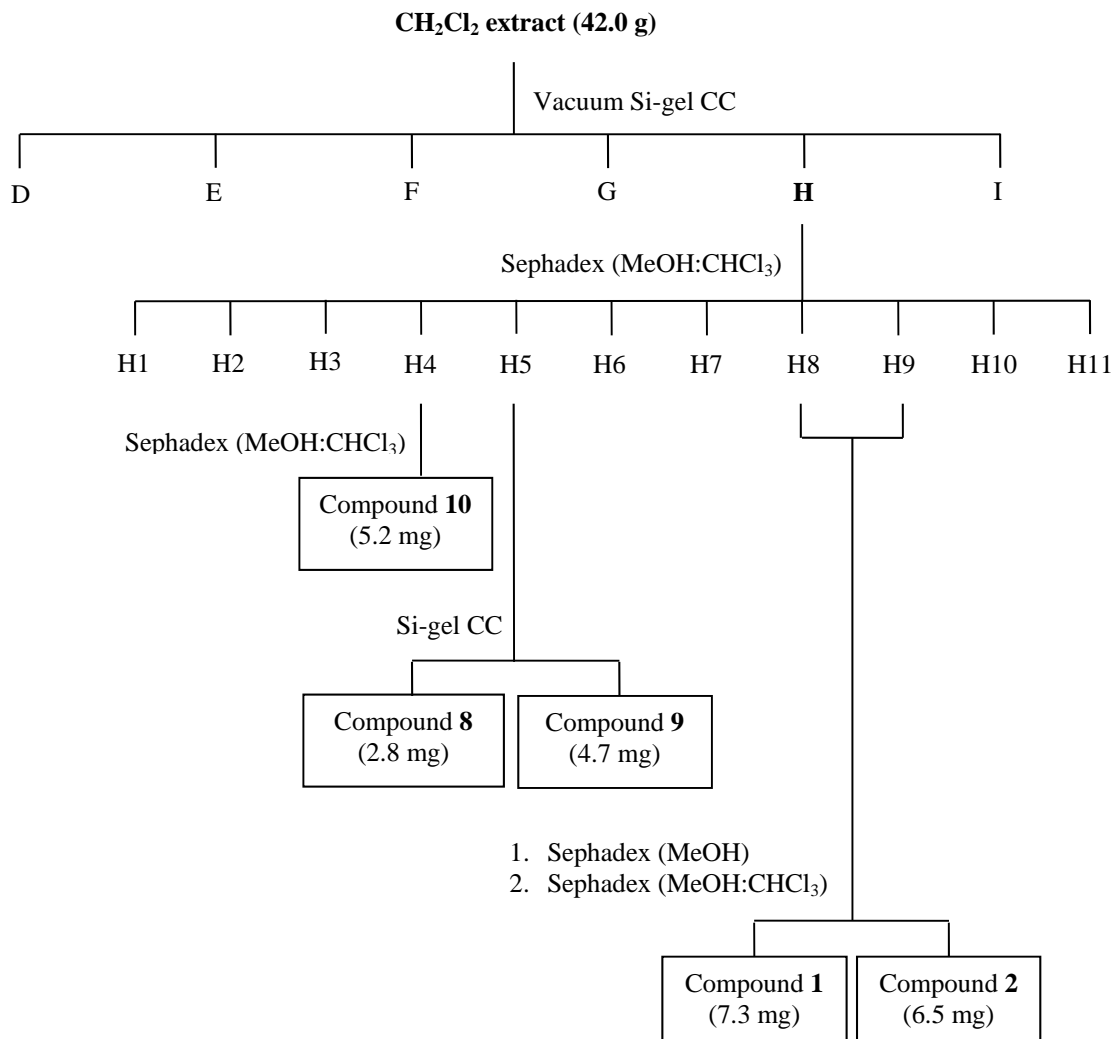 CH₂Cl₂ extract (42.0 g)
Vacuum Si-gel CC
D E F G H I
Sephadex (MeOH:CHCl₃)
H1 H2 H3 H4 H5 H6 H7 H8 H9 H10 H11
Sephadex (MeOH:CHCl₃)
Compound 10
(5.2 mg)
Si-gel CC
Compound 8
(2.8 mg)
Compound 9
(4.7 mg)
1. Sephadex (MeOH)
2. Sephadex (MeOH:CHCl₃)
Compound 1
(7.3 mg)
Compound 2
(6.5 mg)